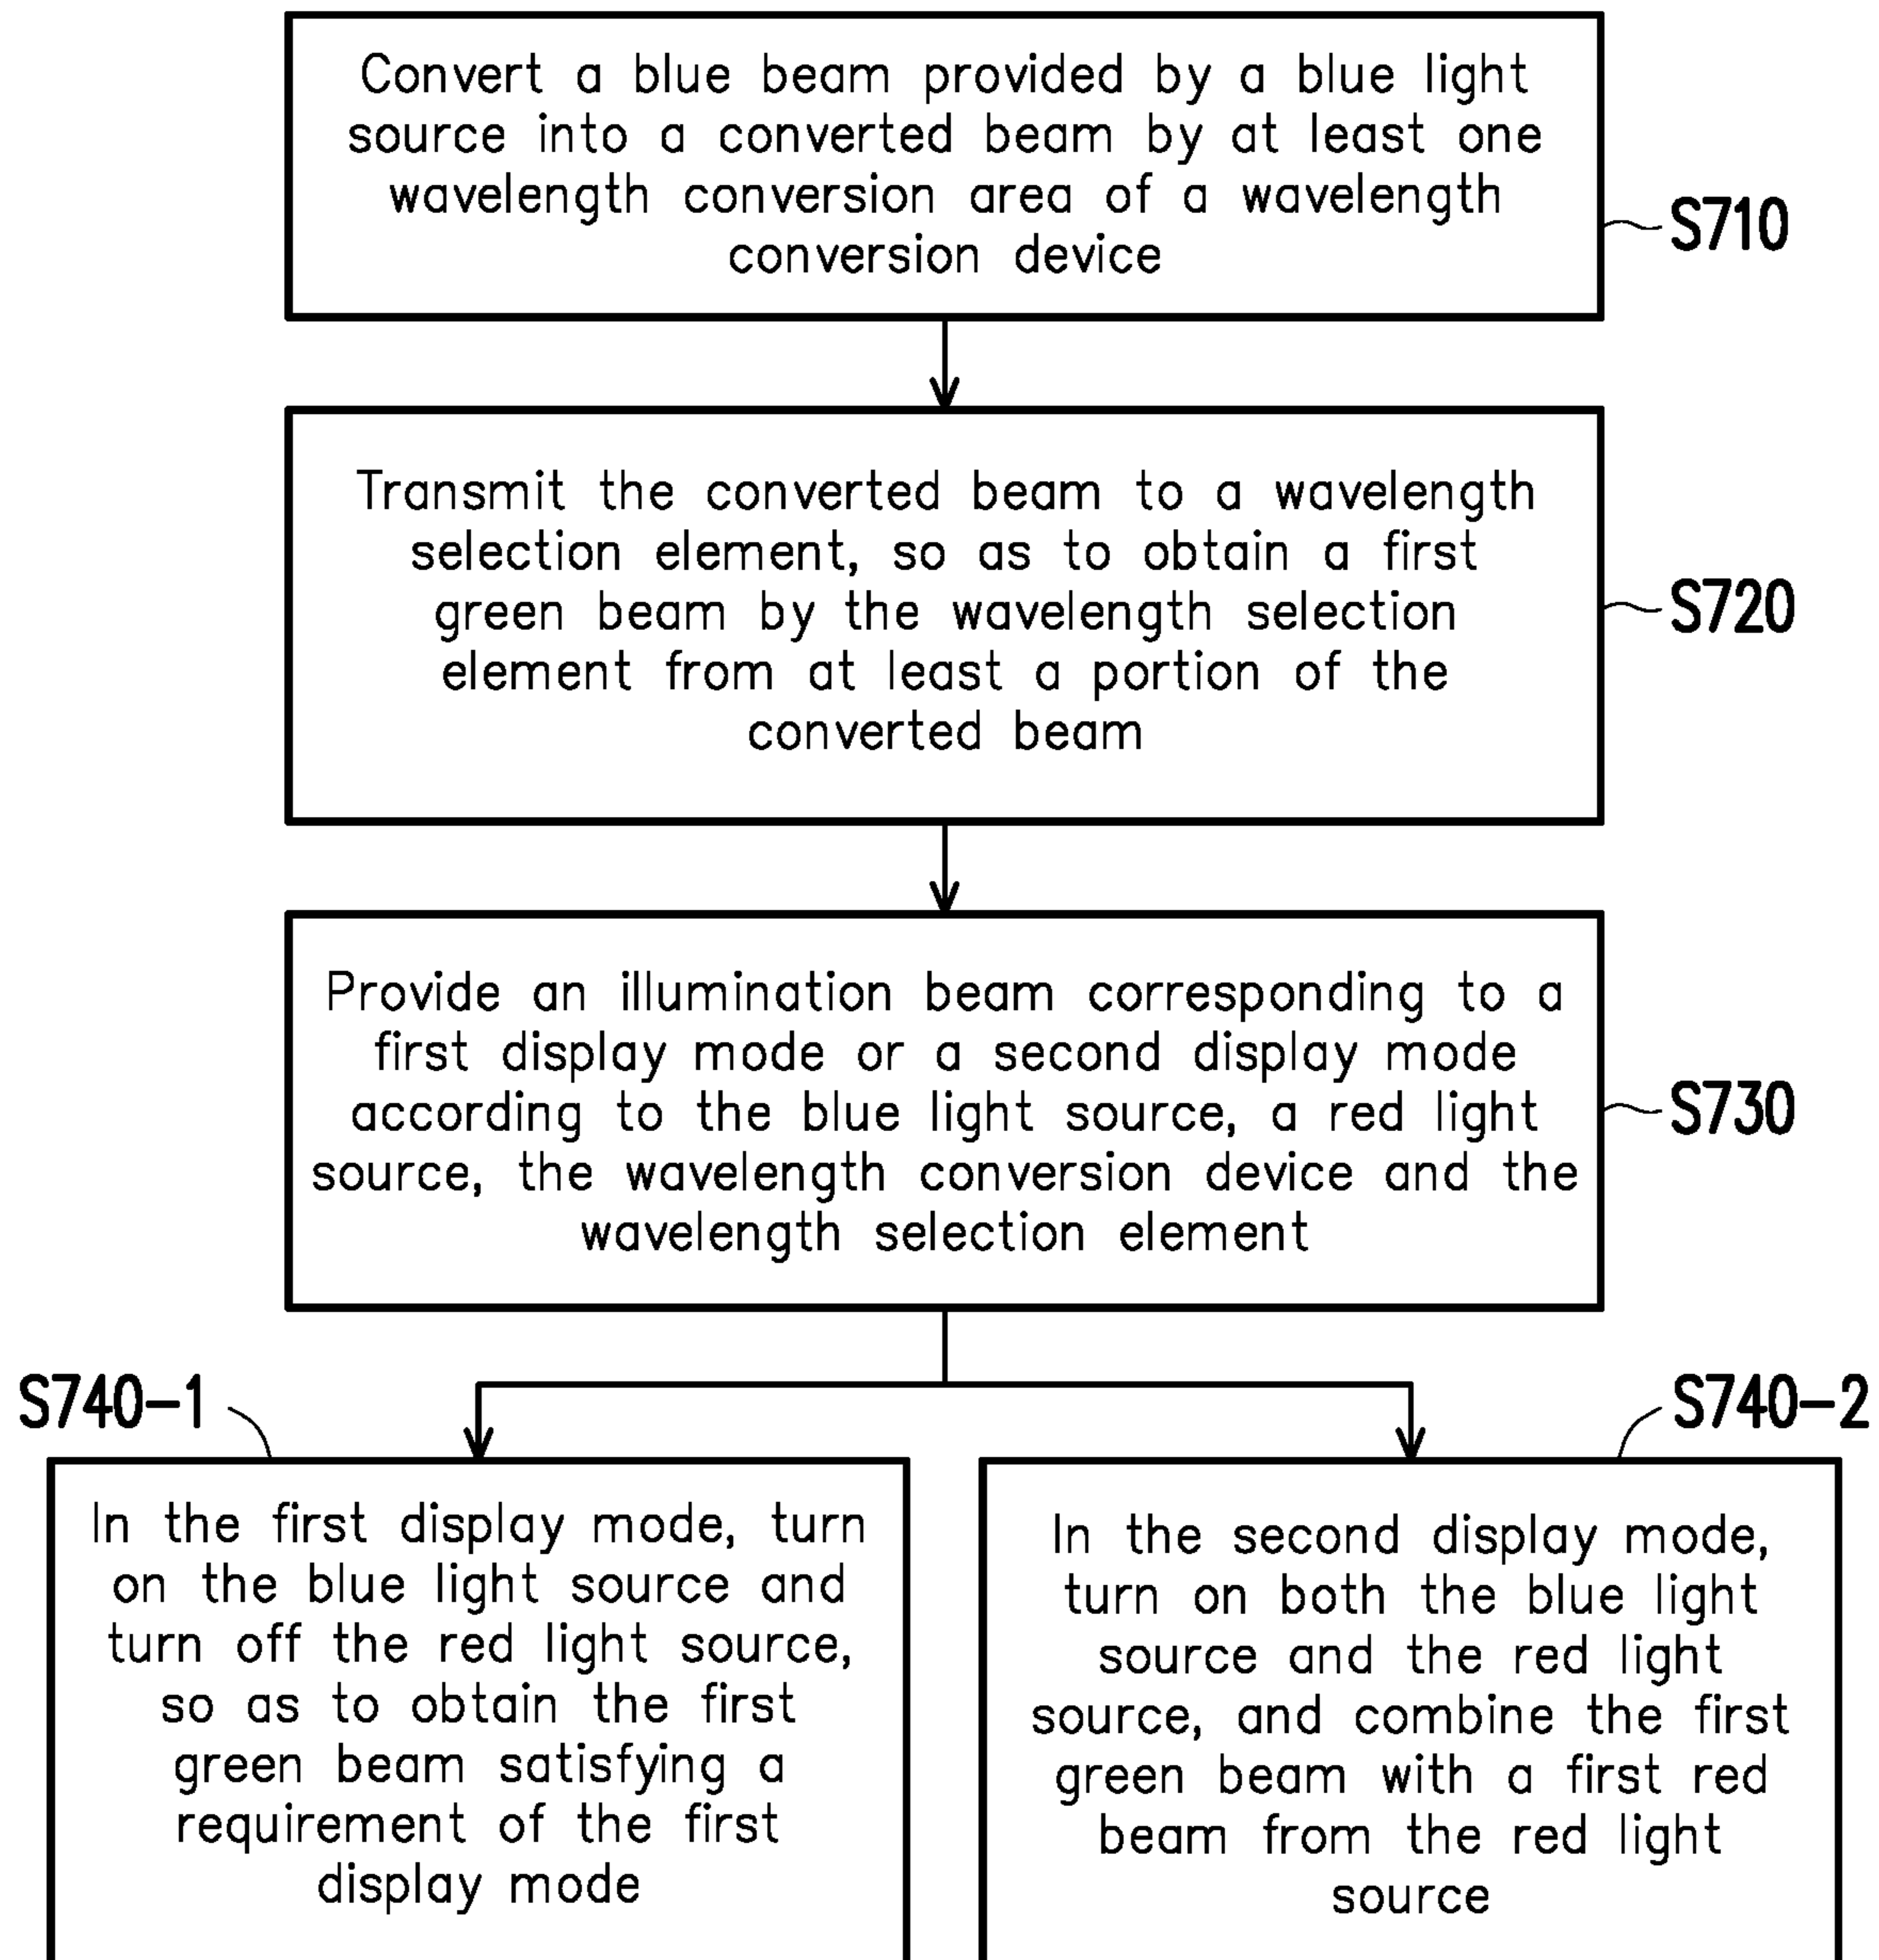 Convert a blue beam provided by a blue light
source into a converted beam by at least one
wavelength conversion area of a wavelength
conversion device
S710
Transmit the converted beam to a wavelength
selection element, so as to obtain a first
green beam by the wavelength selection
element from at least a portion of the
converted beam
S720
Provide an illumination beam corresponding to a
first display mode or a second display mode
according to the blue light source, a red light
source, the wavelength conversion device and the
wavelength selection element
S730
S740-1
In the first display mode, turn
on the blue light source and
turn off the red light source,
so as to obtain the first
green beam satisfying a
requirement of the first
display mode
S740-2
In the second display mode,
turn on both the blue light
source and the red light
source, and combine the first
green beam with a first red
beam from the red light
source